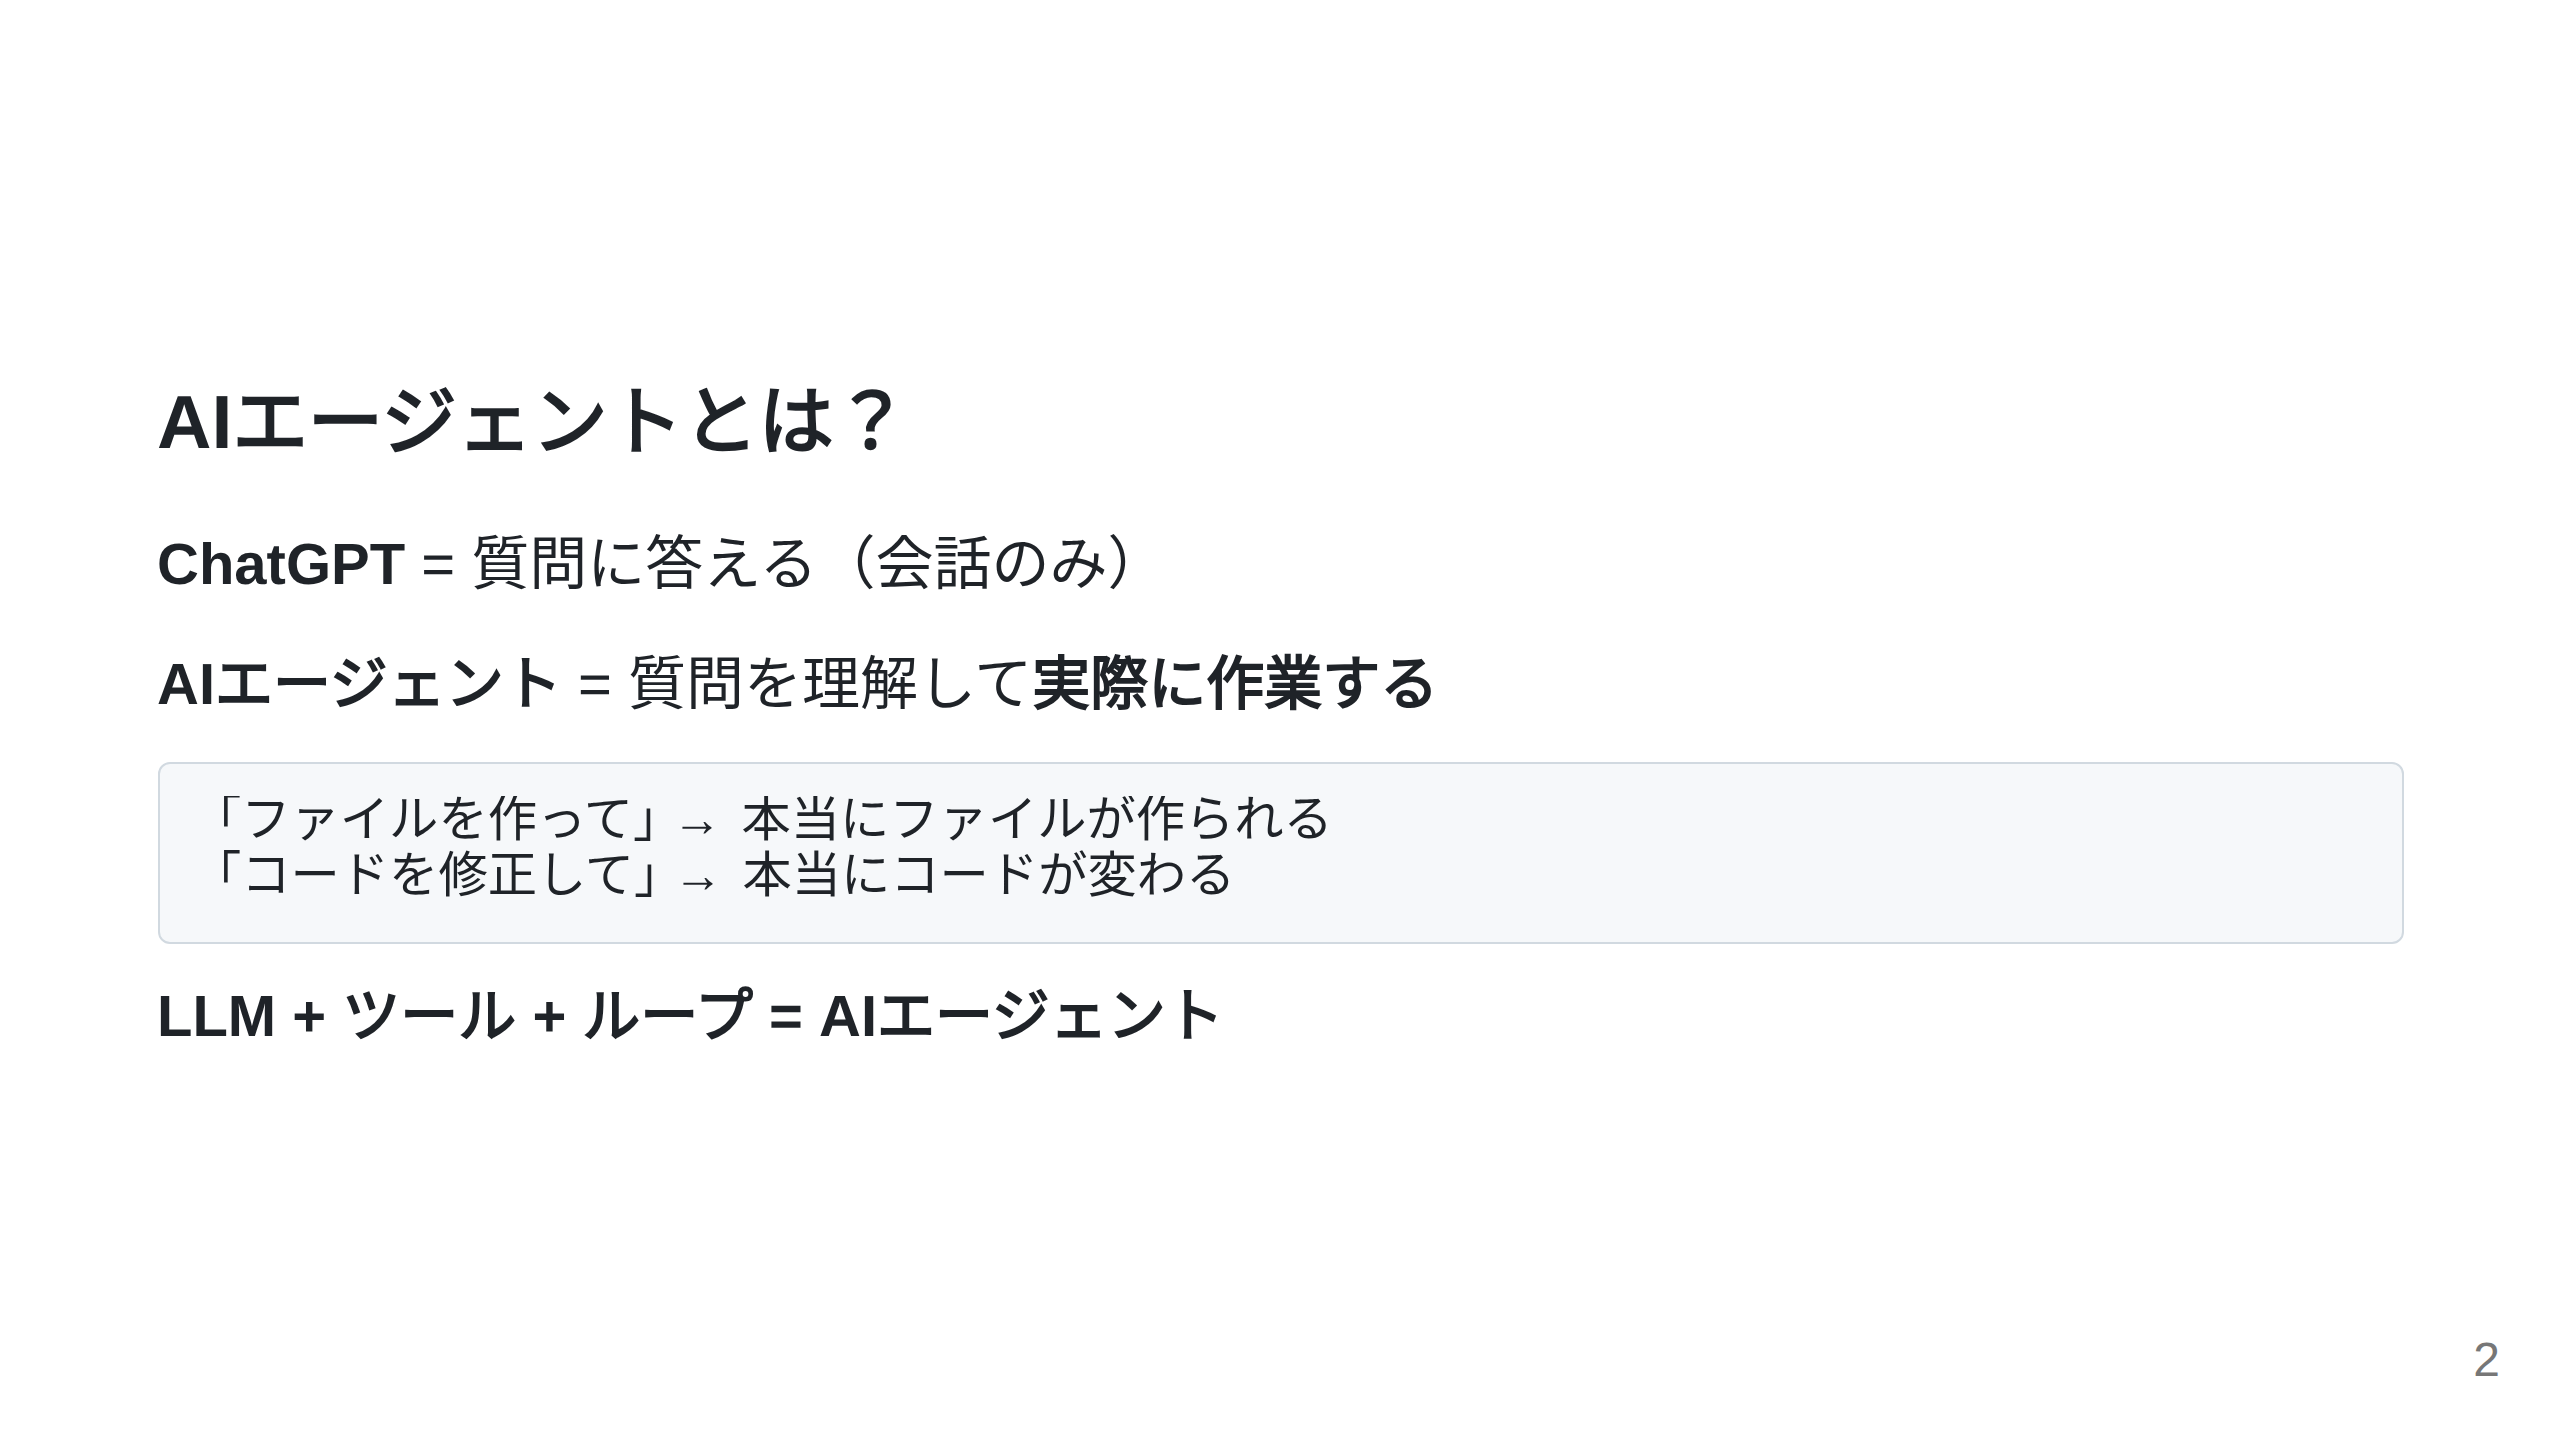 AIエージェントとは？
ChatGPT = 質問に答える（会話のみ）
AIエージェント = 質問を理解して実際に作業する
「ファイルを作って」→ 本当にファイルが作られる
「コードを修正して」→ 本当にコードが変わる
LLM + ツール + ループ = AIエージェント
2